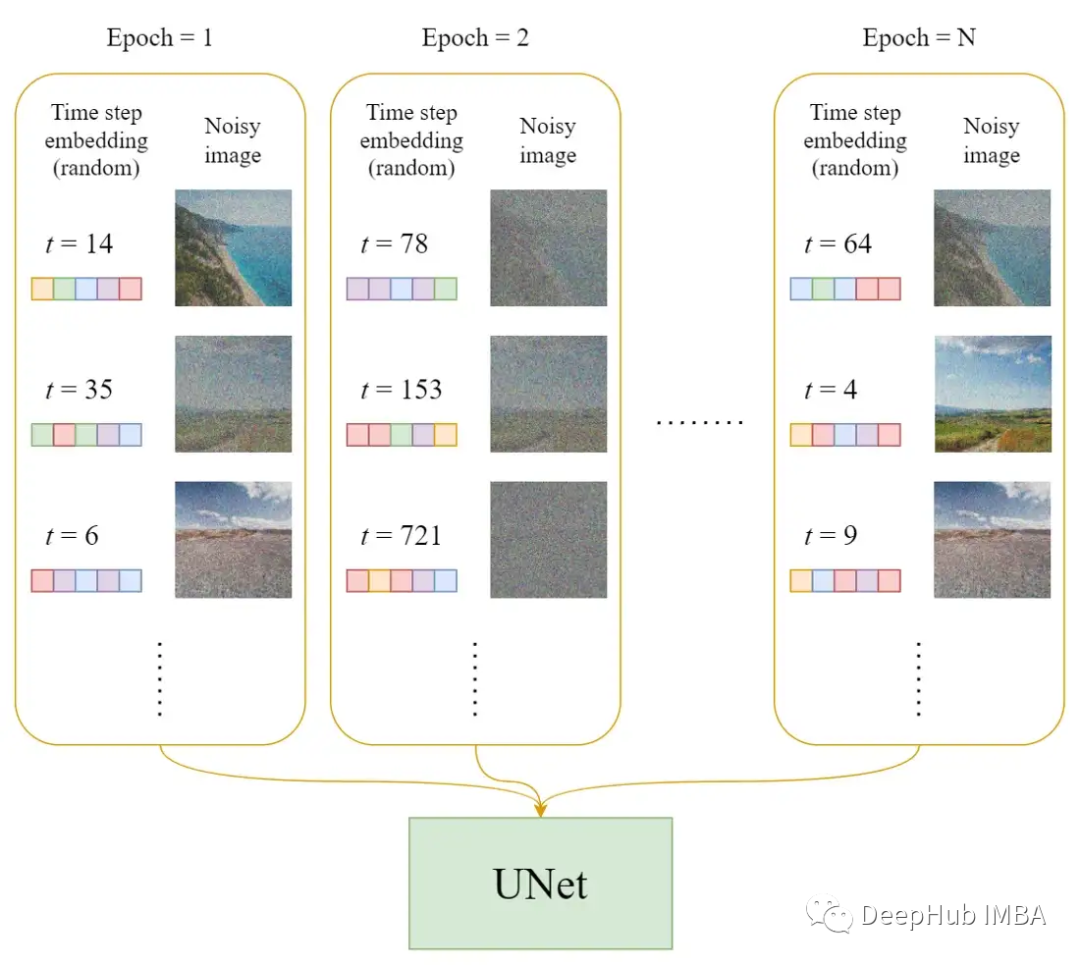 Epoch = 1
Time step
embedding
(random)
Noisy
image
t = 14
t = 35
t = 6
Epoch = 2
Time step
embedding
(random)
Noisy
image
t = 78
t = 153
t = 721
........
Epoch = N
Time step
embedding
(random)
Noisy
image
t = 64
t = 4
t = 9
UNet
DeepHub IMBA